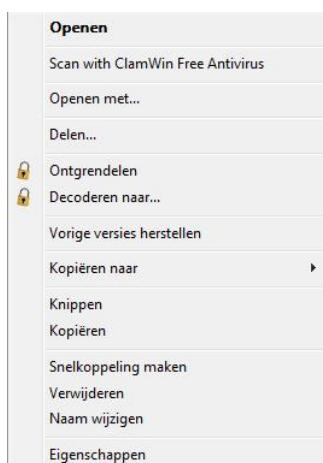 Openen
Scan with ClamWin Free Antivirus
Openen met...
Delen...
Ontgrendelen
Decoderen naar...
Vorige versies herstellen
Kopiëren naar
Knippen
Kopiëren
Snelkoppeling maken
Verwijderen
Naam wijzigen
Eigenschappen